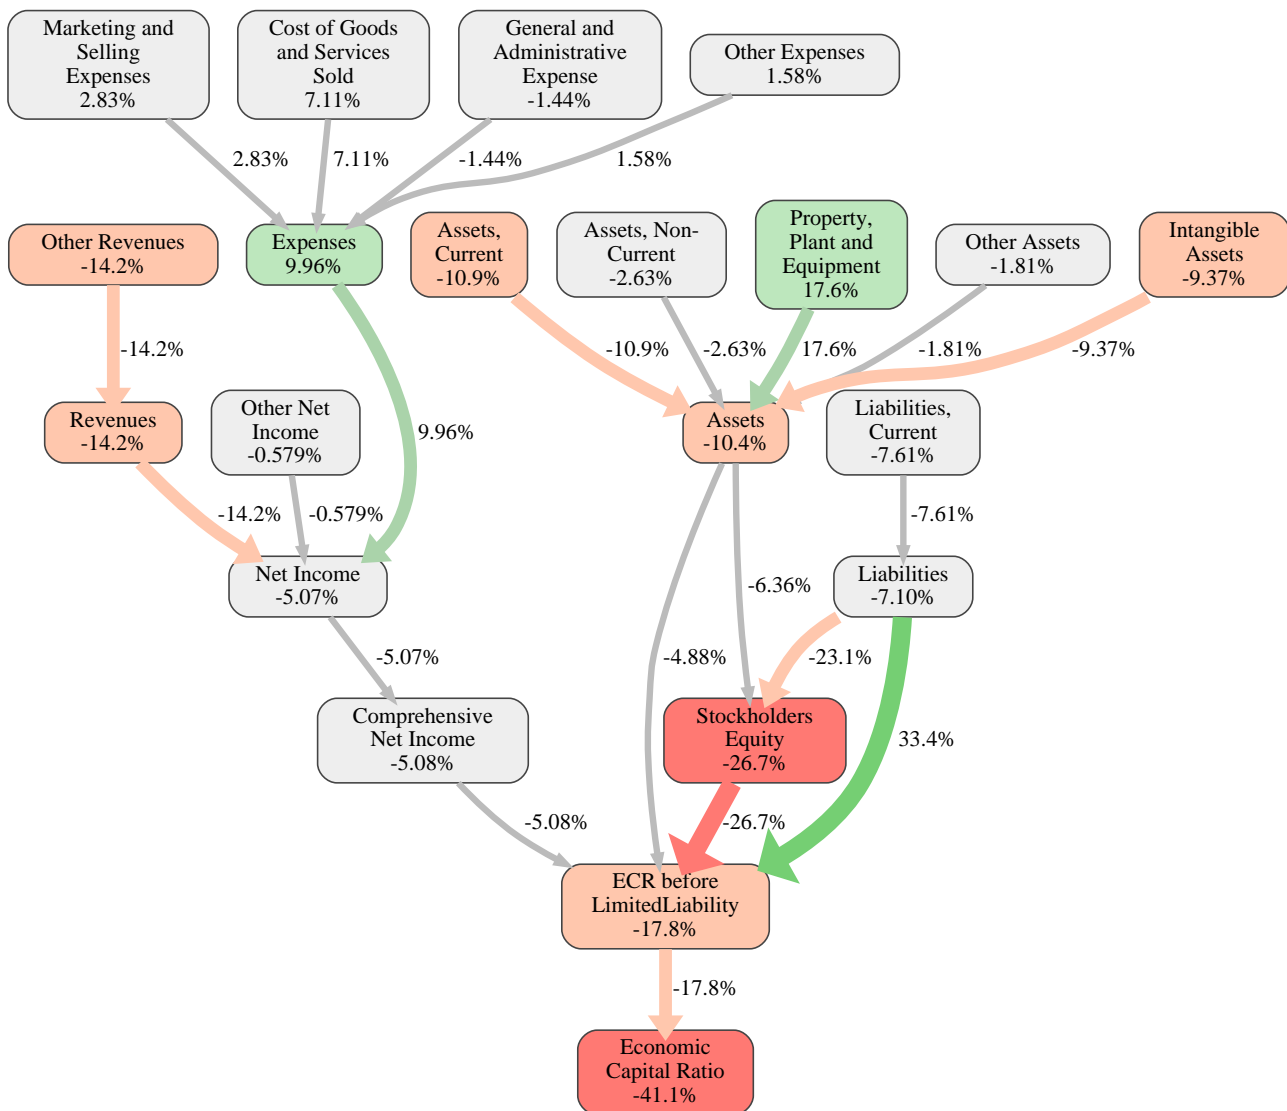 Marketing and
Selling
Expenses
2.83%
Cost of Goods
and Services
Sold
7.11%
General and
Administrative
Expense
-1.44%
Other Expenses
1.58%
2.83%
7.11%
-1.44%
1.58%
Other Revenues
-14.2%
Expenses
9.96%
Assets,
Current
-10.9%
Assets, Non-
Current
-2.63%
Property,
Plant and
Equipment
17.6%
Other Assets
-1.81%
Intangible
Assets
-9.37%
-14.2%
-10.9%
-2.63%
17.6%
-1.81%
-9.37%
Revenues
-14.2%
Other Net
Income
-0.579%
9.96%
Assets
-10.4%
Liabilities,
Current
-7.61%
-14.2%
-0.579%
-7.61%
Net Income
-5.07%
-6.36%
Liabilities
-7.10%
-5.07%
-4.88%
-23.1%
Comprehensive
Net Income
-5.08%
Stockholders
Equity
-26.7%
33.4%
-5.08%
-26.7%
ECR before
LimitedLiability
-17.8%
-17.8%
Economic
Capital Ratio
-41.1%